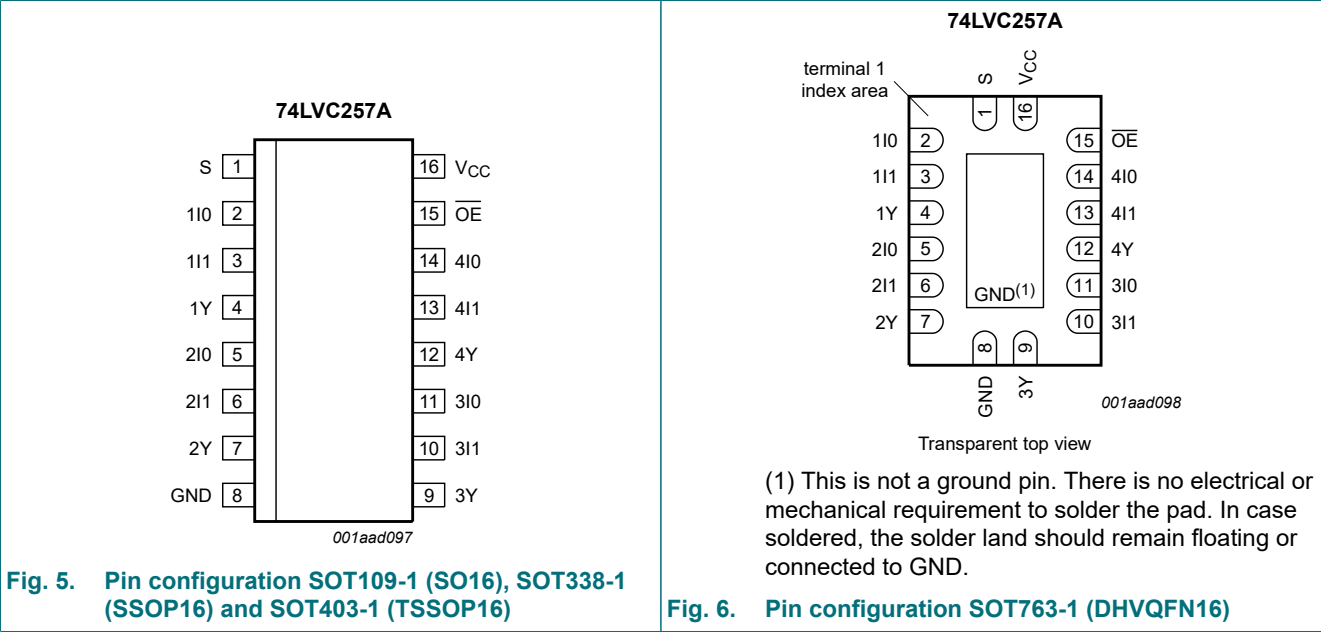 74LVC257A
S 1
16 VCC
1I0 2
15 OE
1I1 3
14 4I0
1Y 4
13 4I1
2I0 5
12 4Y
2I1 6
11 3I0
2Y 7
10 3I1
GND 8
9 3Y
001aad097
Fig. 5. Pin configuration SOT109-1 (SO16), SOT338-1
(SSOP16) and SOT403-1 (TSSOP16)
74LVC257A
terminal 1
index area
S
VCC
1
16
1I0 2
15 OE
1I1 3
14 4I0
1Y 4
13 4I1
2I0 5
12 4Y
2I1 6
11 3I0
2Y 7
10 3I1
GND(1)
8
9
GND
3Y
001aad098
Transparent top view
(1) This is not a ground pin. There is no electrical or
mechanical requirement to solder the pad. In case
soldered, the solder land should remain floating or
connected to GND.
Fig. 6. Pin configuration SOT763-1 (DHVQFN16)